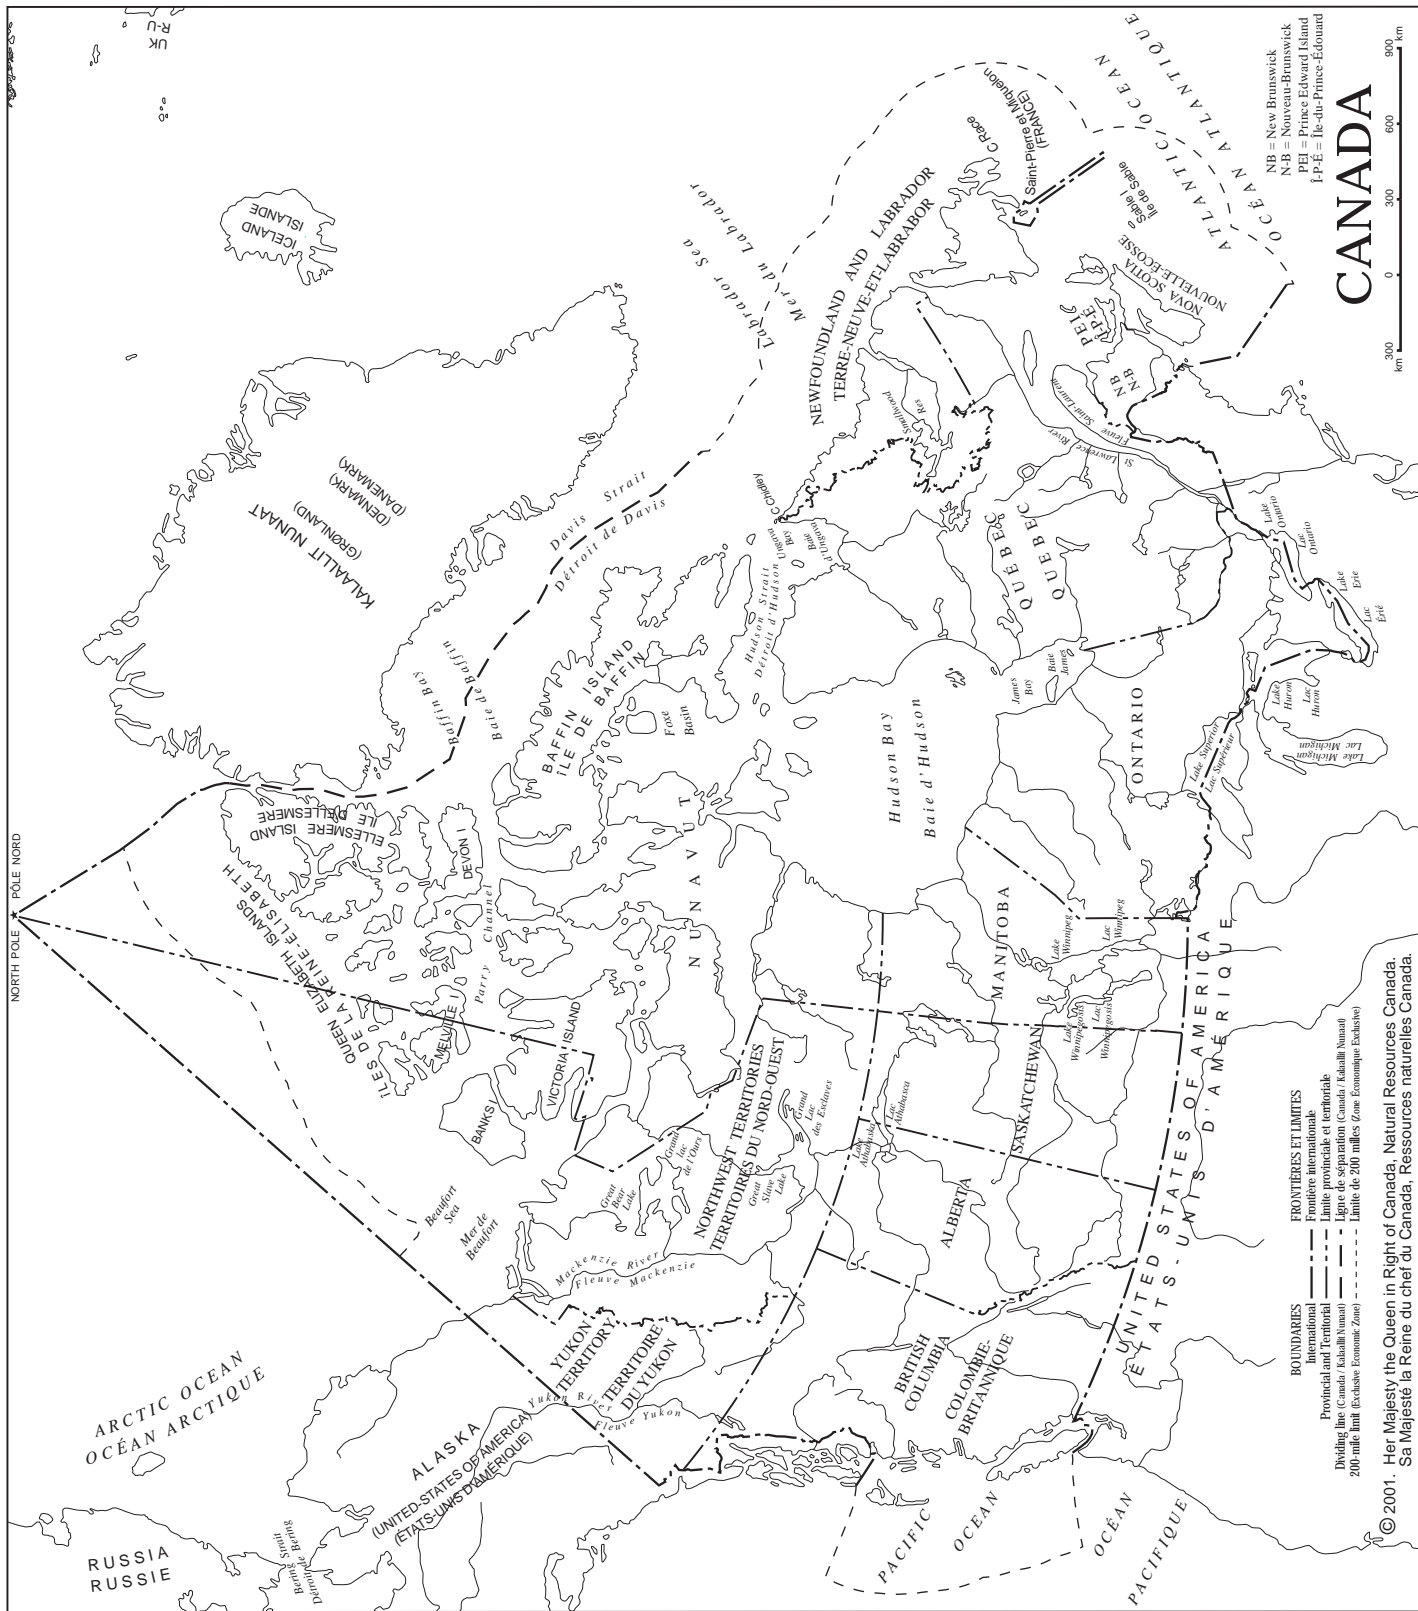 CANADA
NB = New Brunswick
N-B = Nouveau-Brunswick
PEI = Prince Edward Island
Î-P-É = Île-du-Prince-Édouard
km 300 0 300 600 900 km
NORTH POLE PÔLE NORD
RUSSIA
RUSSIE
Bering Strait
ARCTIC OCEAN
OCÉAN ARCTIQUE
ALASKA
(UNITED STATES OF AMERICA)
(ÉTATS-UNIS D'AMÉRIQUE)
Yukon River
Fleuve Yukon
YUKON
TERRITORY
TERRITOIRE
DU YUKON
Beaufort
Sea
Mer de
Beaufort
Mackenzie River
Fleuve Mackenzie
Great
Bear
Lake
Grand
lac
de l'Ours
NORTHWEST TERRITORIES
TERRITOIRES DU NORD-OUEST
Great
Slave
Lake
Grand
Lac
des Esclaves
BANKS I
VICTORIA ISLAND
MELVILLE I
Parry Channel
QUEEN ELIZABETH ISLANDS
ÎLES DE LA REINE-ELISABETH
ELLESMERE ISLAND
ILE D'ELLESMERE
DEVON I
NUNAVUT
BAFFIN ISLAND
ÎLE DE BAFFIN
Foxe
Basin
Baffin Bay
Baie de Baffin
Davis Strait
Détroit de Davis
KALAALLIT NUNAAT
(GRØNLAND)
(DENMARK)
(DANEMARK)
ICELAND
ISLANDE
UK
R-U
Labrador Sea
Mer du Labrador
Hudson Strait
Détroit d'Hudson
Ungava
Bay
Baie
d'Ungava
C Chidley
Hudson Bay
Baie d'Hudson
James
Bay
Baie
James
NEWFOUNDLAND AND LABRADOR
TERRE-NEUVE-ET-LABRABOR
Smallwood
Res
C Race
Saint-Pierre et Miquelon
(FRANCE)
QUÉBEC
QUEBEC
St Lawrence River
Fleuve Saint-Laurent
NB
N-B
PEI
Î-P-É
NOVA SCOTIA
NOUVELLE-ÉCOSSE
Sable I
Île de Sable
ATLANTIC OCEAN
OCÉAN ATLANTIQUE
ONTARIO
Lake Superior
Lac Supérieur
Lake Michigan
Lac Michigan
Lake
Huron
Lac
Huron
Lake
Erie
Lac
Érié
Lake
Ontario
Lac
Ontario
MANITOBA
Lake
Winnipeg
Lac
Winnipeg
Lake
Winnipegosis
Lac
Winnipegosis
SASKATCHEWAN
Lake
Athabaska
Lac
Athabasca
ALBERTA
BRITISH
COLUMBIA
COLOMBIE-
BRITANNIQUE
PACIFIC OCEAN
OCÉAN PACIFIQUE
UNITED STATES OF AMERICA
ÉTATS-UNIS D'AMÉRIQUE
BOUNDARIES FRONTIÈRES ET LIMITES
International Frontière internationale
Provincial and Territorial Limite provinciale et territoriale
Dividing line (Canada / Kalaallit Nunaat) Ligne de séparation (Canada / Kalaallit Nunaat)
200-mile limit (Exclusive Economic Zone) Limite de 200 milles (Zone Économique Exclusive)
© 2001. Her Majesty the Queen in Right of Canada, Natural Resources Canada.
Sa Majesté la Reine du chef du Canada, Ressources naturelles Canada.